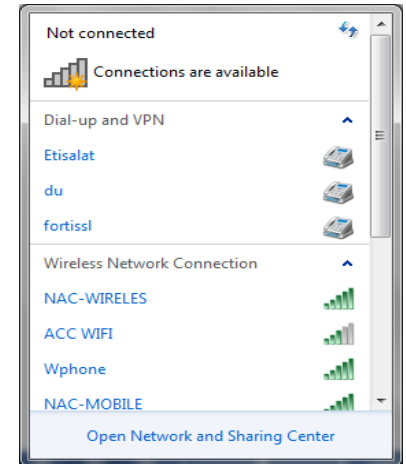 Not connected
Connections are available
Dial-up and VPN
Etisalat
du
fortissl
Wireless Network Connection
NAC-WIRELES
ACC WIFI
Wphone
NAC-MOBILE
Open Network and Sharing Center